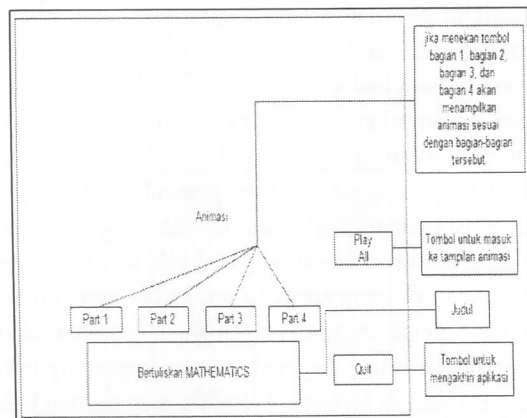 jika menekan tombol
bagian 1, bagian 2,
bagian 3, dan
bagian 4 akan
menampilkan
animasi sesuai
dengan bagian-bagian
tersebut.
Animasi
Play
All
Tombol untuk masuk
ke tampilan animasi
Part 1
Part 2
Part 3
Part 4
Judul
Bertuliskan MATHEMATICS
Quit
Tombol untuk
mengakhiri aplikasi